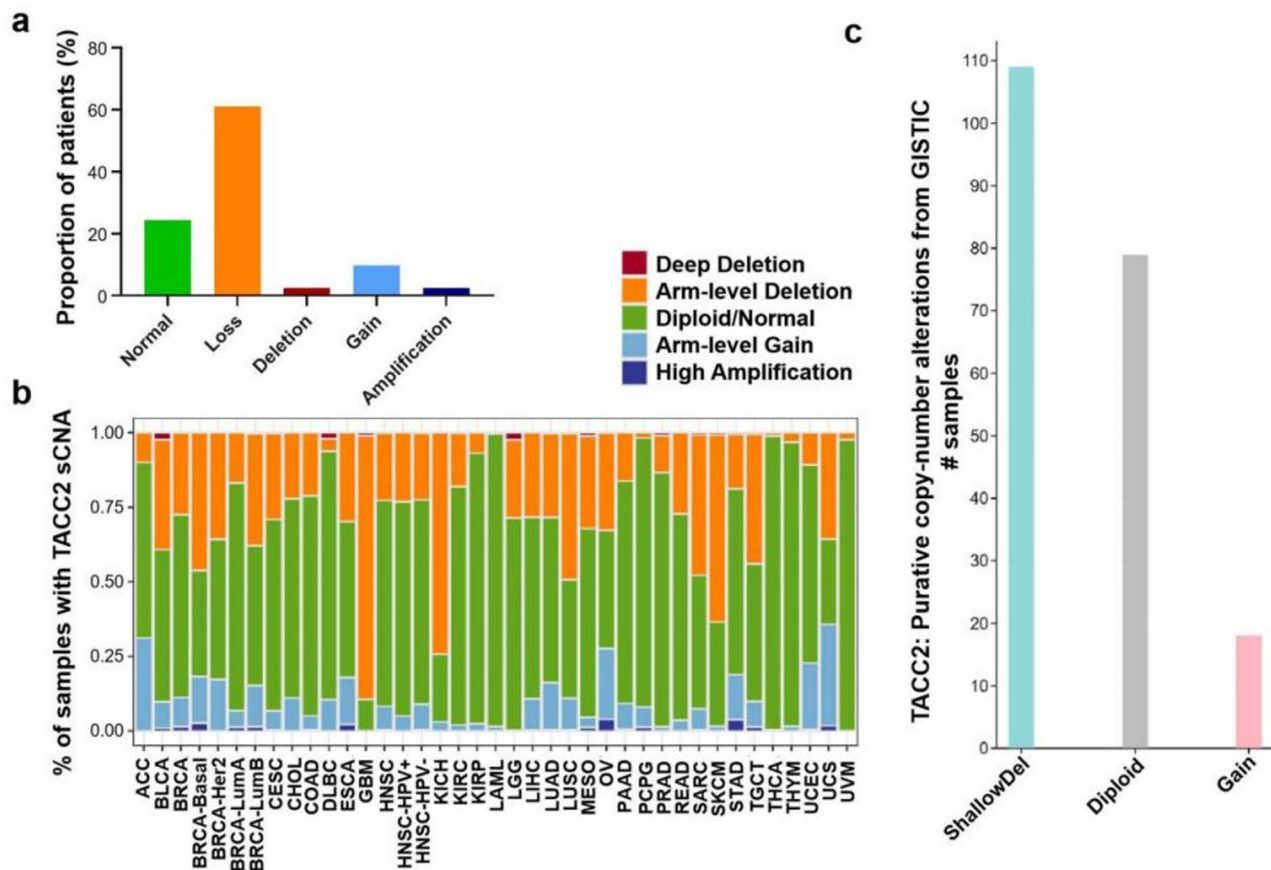 a
Proportion of patients (%)
80
60
40
20
0
Normal
Loss
Deletion
Gain
Amplification
Deep Deletion
Arm-level Deletion
Diploid/Normal
Arm-level Gain
High Amplification
b
% of samples with TACC2 sCNA
1.00
0.75
0.50
0.25
0.00
ACC
BLCA
BRCA
BRCA-Basal
BRCA-Her2
BRCA-LumA
BRCA-LumB
CESC
CHOL
COAD
DLBC
ESCA
GBM
HNSC
HNSC-HPV+
HNSC-HPV-
KICH
KIRC
KIRP
LAML
LGG
LIHC
LUAD
LUSC
MESO
OV
PAAD
PCPG
PRAD
READ
SARC
SKCM
STAD
TGCT
THCA
THYM
UCEC
UCS
UVM
c
TACC2: Purative copy-number alterations from GISTIC
# samples
110
100
90
80
70
60
50
40
30
20
10
0
ShallowDel
Diploid
Gain